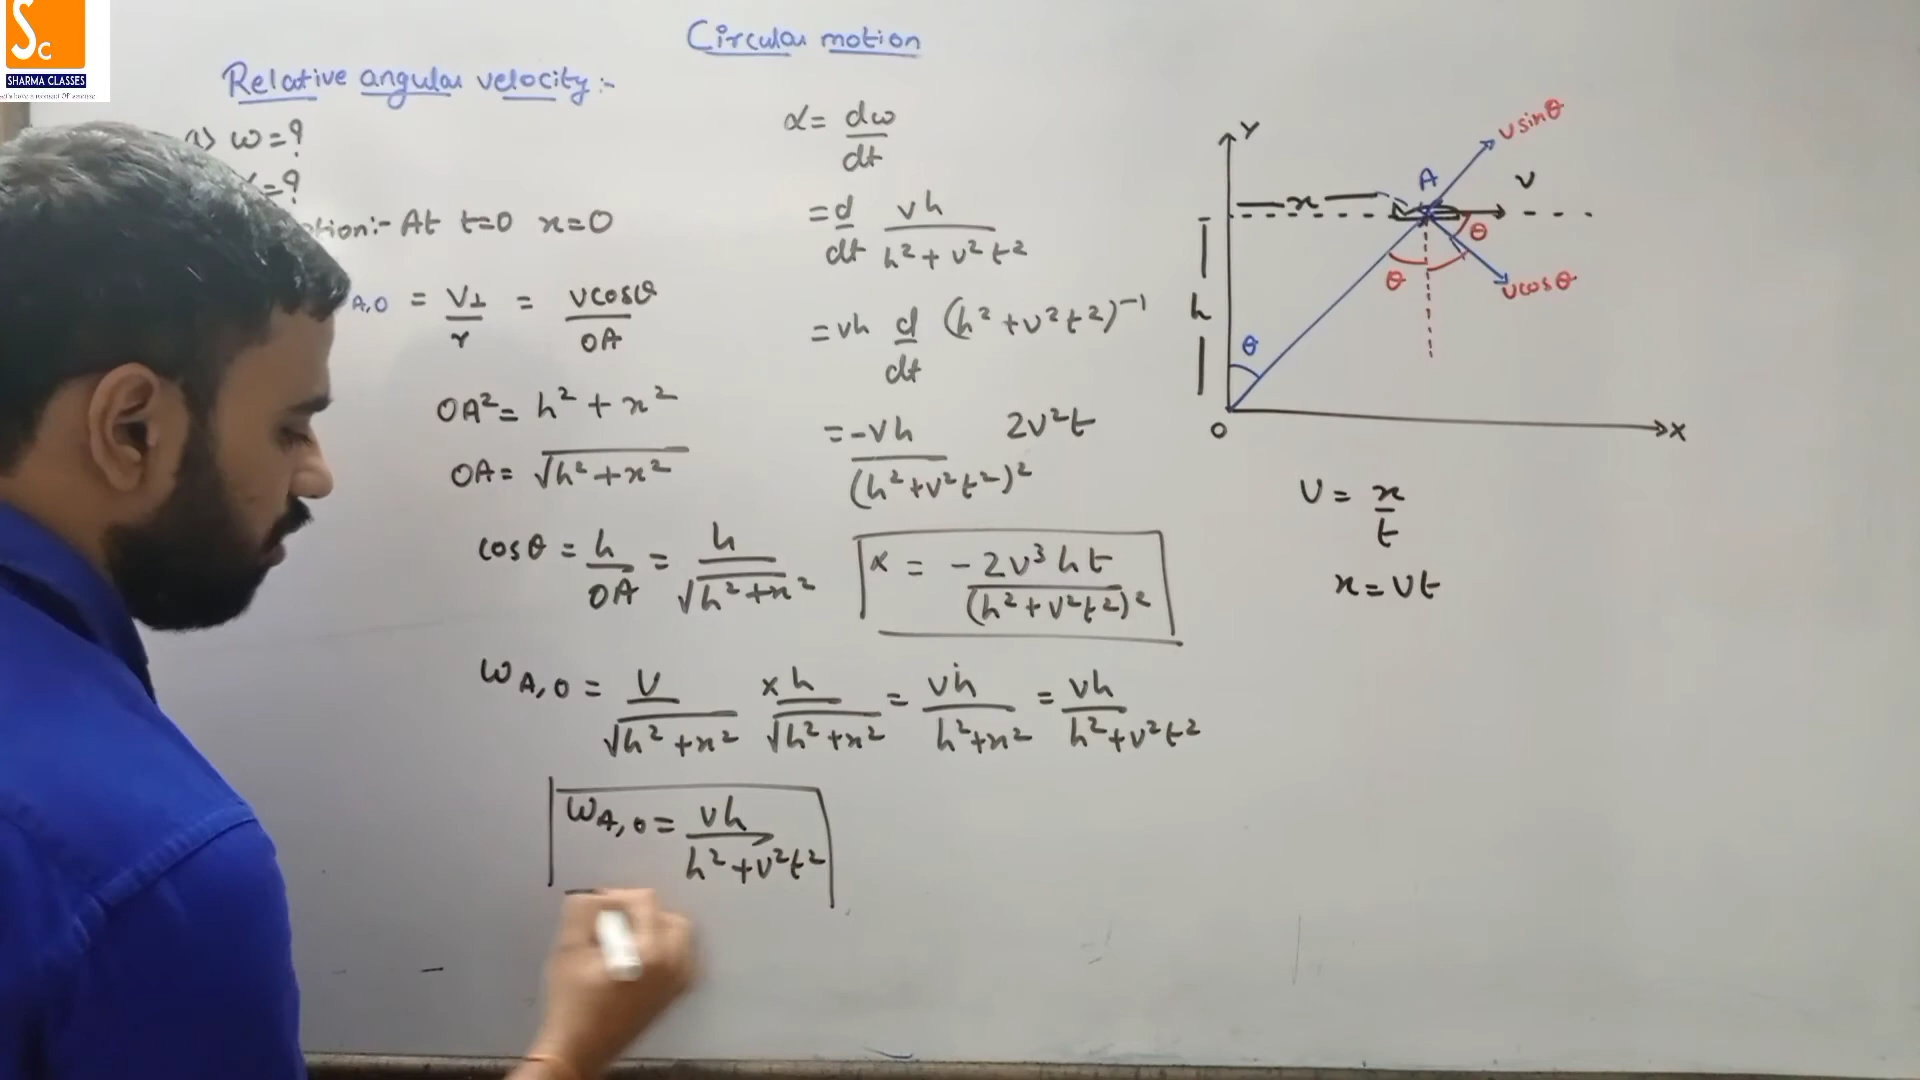 Sc
SHARMA CLASSES
Circular motion
Relative angular velocity:-
a) ω=?
=?
At t=0 x=0
A,O = V⊥/r = vcosθ/OA
OA²= h² + x²
OA= √h²+x²
cosθ = h/OA = h/√h²+x²
ω A,O = V/√h²+x² × h/√h²+x² = vh/h²+x² = vh/h²+v²t²
ωA,O = vh/h²+v²t²
α= dω/dt
=d/dt vh/h²+v²t²
=vh d/dt (h²+v²t²)⁻¹
=-vh/(h²+v²t²)² 2v²t
α = -2v³ht/(h²+v²t²)²
Y
vsinθ
A
V
x
θ
θ
vcosθ
h
θ
O
X
V = x/t
x = vt